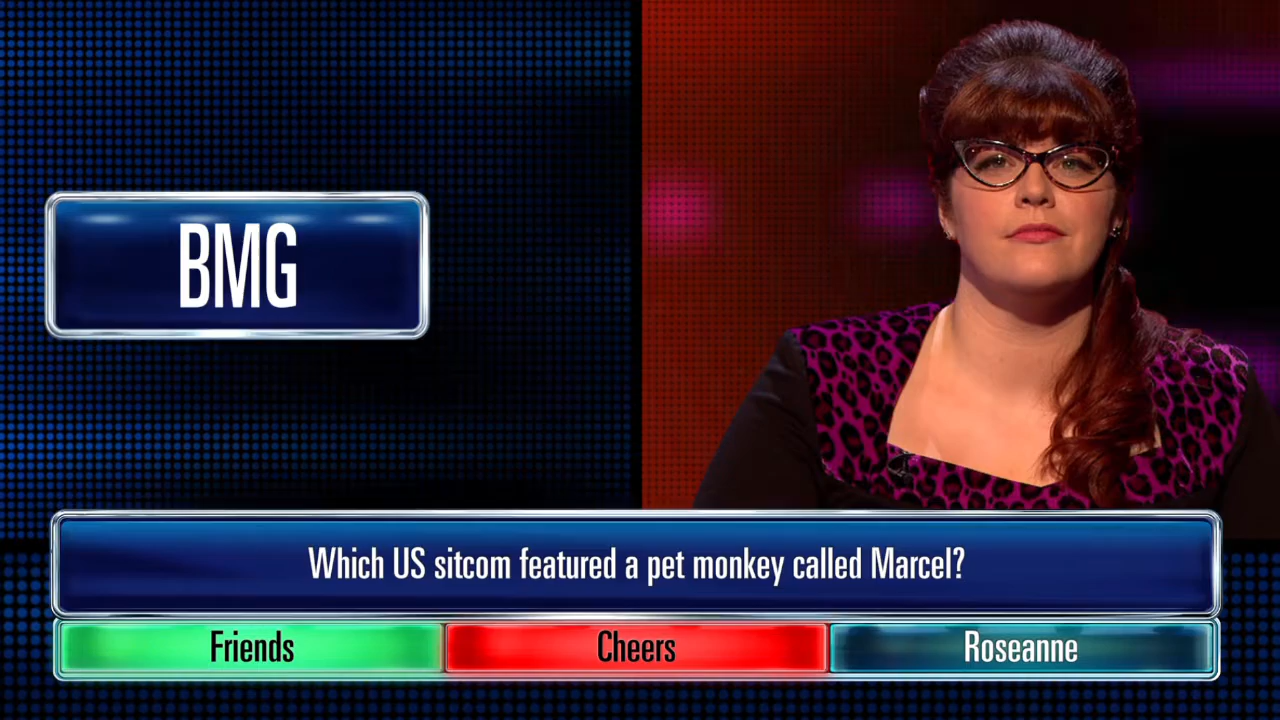 BMG
Which US sitcom featured a pet monkey called Marcel?
Friends
Cheers
Roseanne